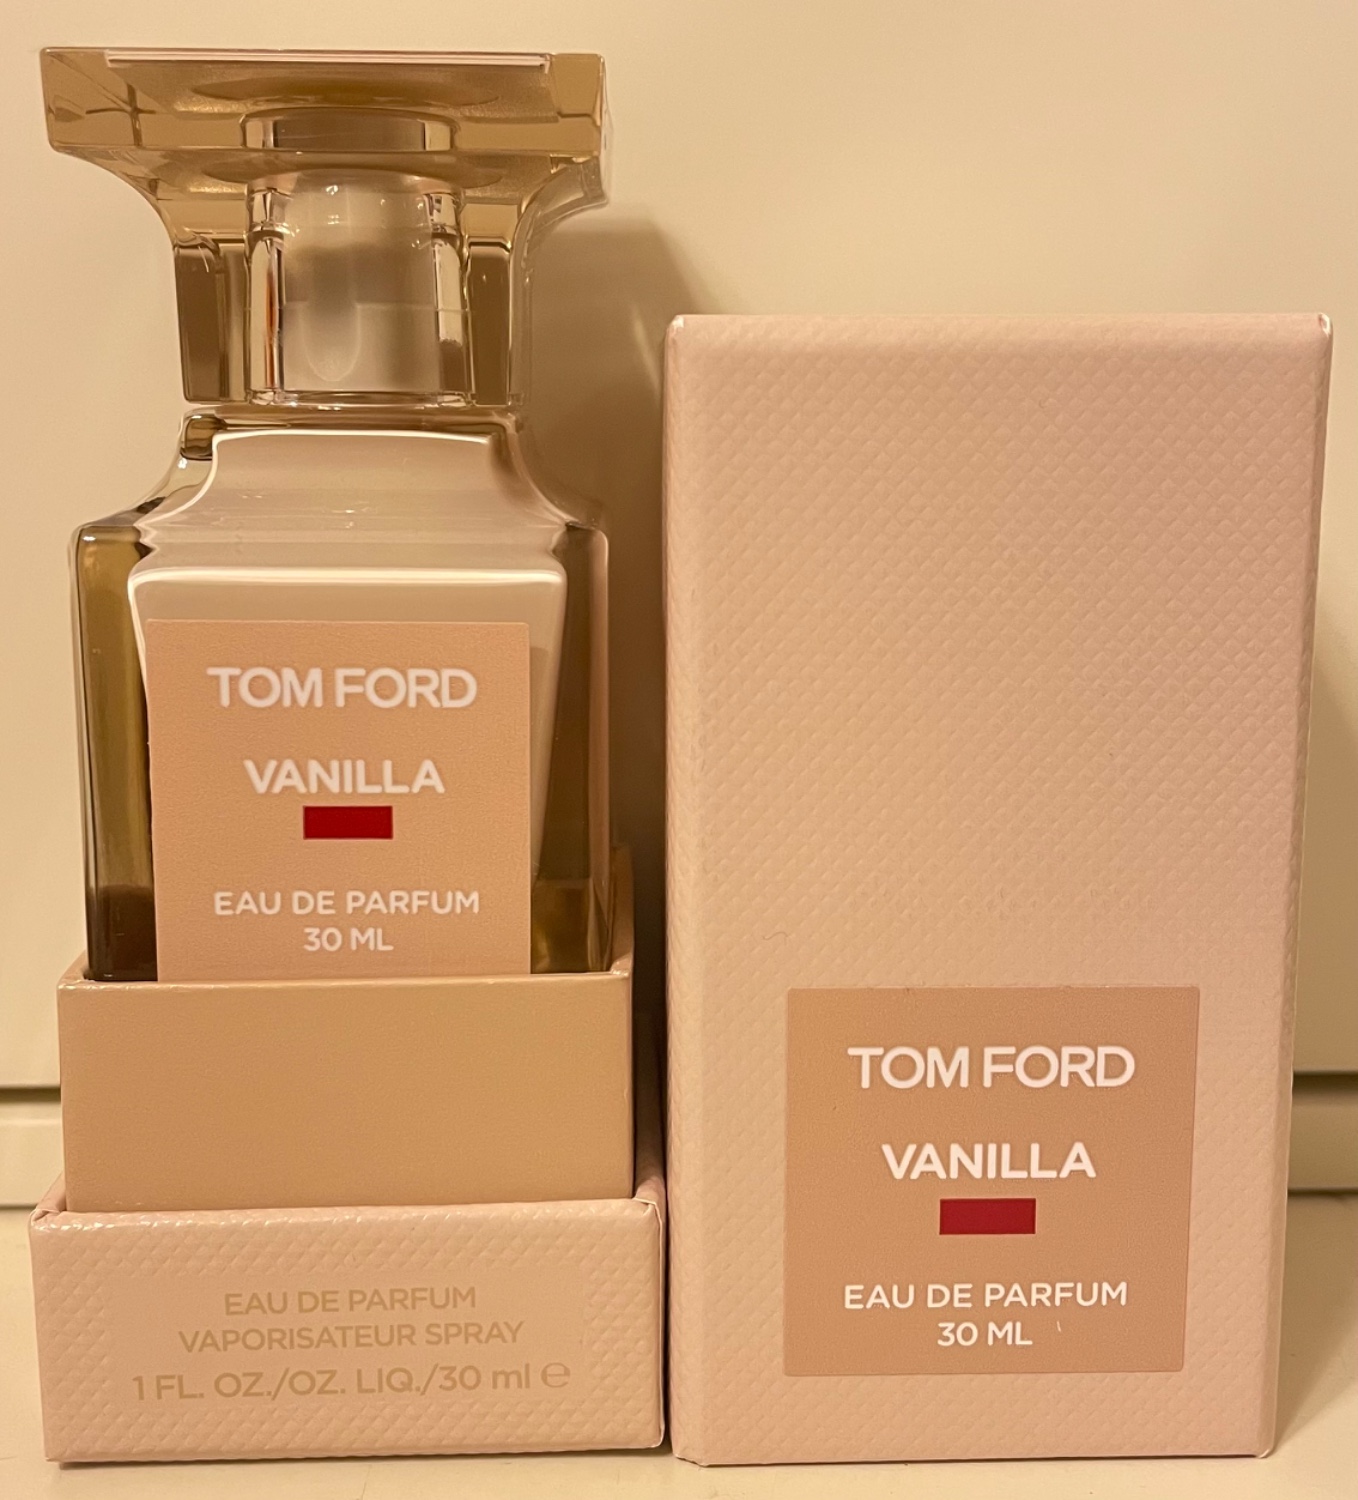 TOM FORD
VANILLA
EAU DE PARFUM
30 ML
EAU DE PARFUM
VAPORISATEUR SPRAY
1 FL. OZ./OZ. LIQ./30 ml ℮
TOM FORD
VANILLA
EAU DE PARFUM
30 ML